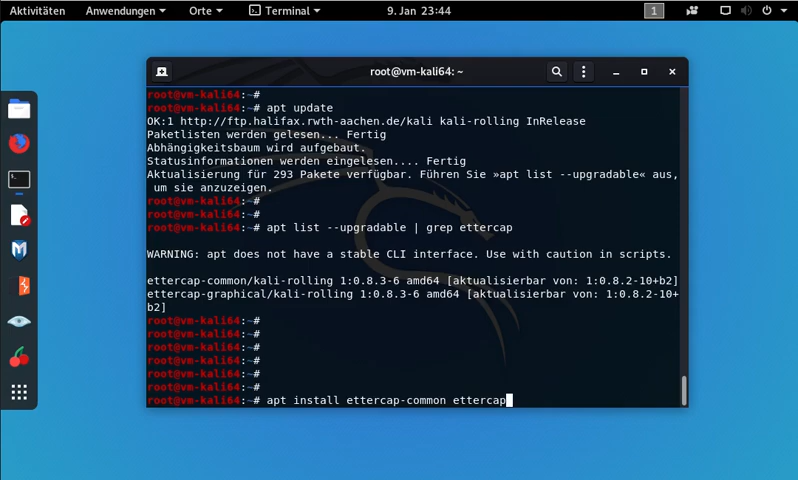 Aktivitäten Anwendungen Orte Terminal 9. Jan 23:44 1
root@vm-kali64: ~
root@vm-kali64:~#
root@vm-kali64:~# apt update
OK:1 http://ftp.halifax.rwth-aachen.de/kali kali-rolling InRelease
Paketlisten werden gelesen... Fertig
Abhängigkeitsbaum wird aufgebaut.
Statusinformationen werden eingelesen.... Fertig
Aktualisierung für 293 Pakete verfügbar. Führen Sie »apt list --upgradable« aus,
um sie anzuzeigen.
root@vm-kali64:~#
root@vm-kali64:~#
root@vm-kali64:~# apt list --upgradable | grep ettercap
WARNING: apt does not have a stable CLI interface. Use with caution in scripts.
ettercap-common/kali-rolling 1:0.8.3-6 amd64 [aktualisierbar von: 1:0.8.2-10+b2]
ettercap-graphical/kali-rolling 1:0.8.3-6 amd64 [aktualisierbar von: 1:0.8.2-10+
b2]
root@vm-kali64:~#
root@vm-kali64:~#
root@vm-kali64:~#
root@vm-kali64:~#
root@vm-kali64:~#
root@vm-kali64:~#
root@vm-kali64:~# apt install ettercap-common ettercap